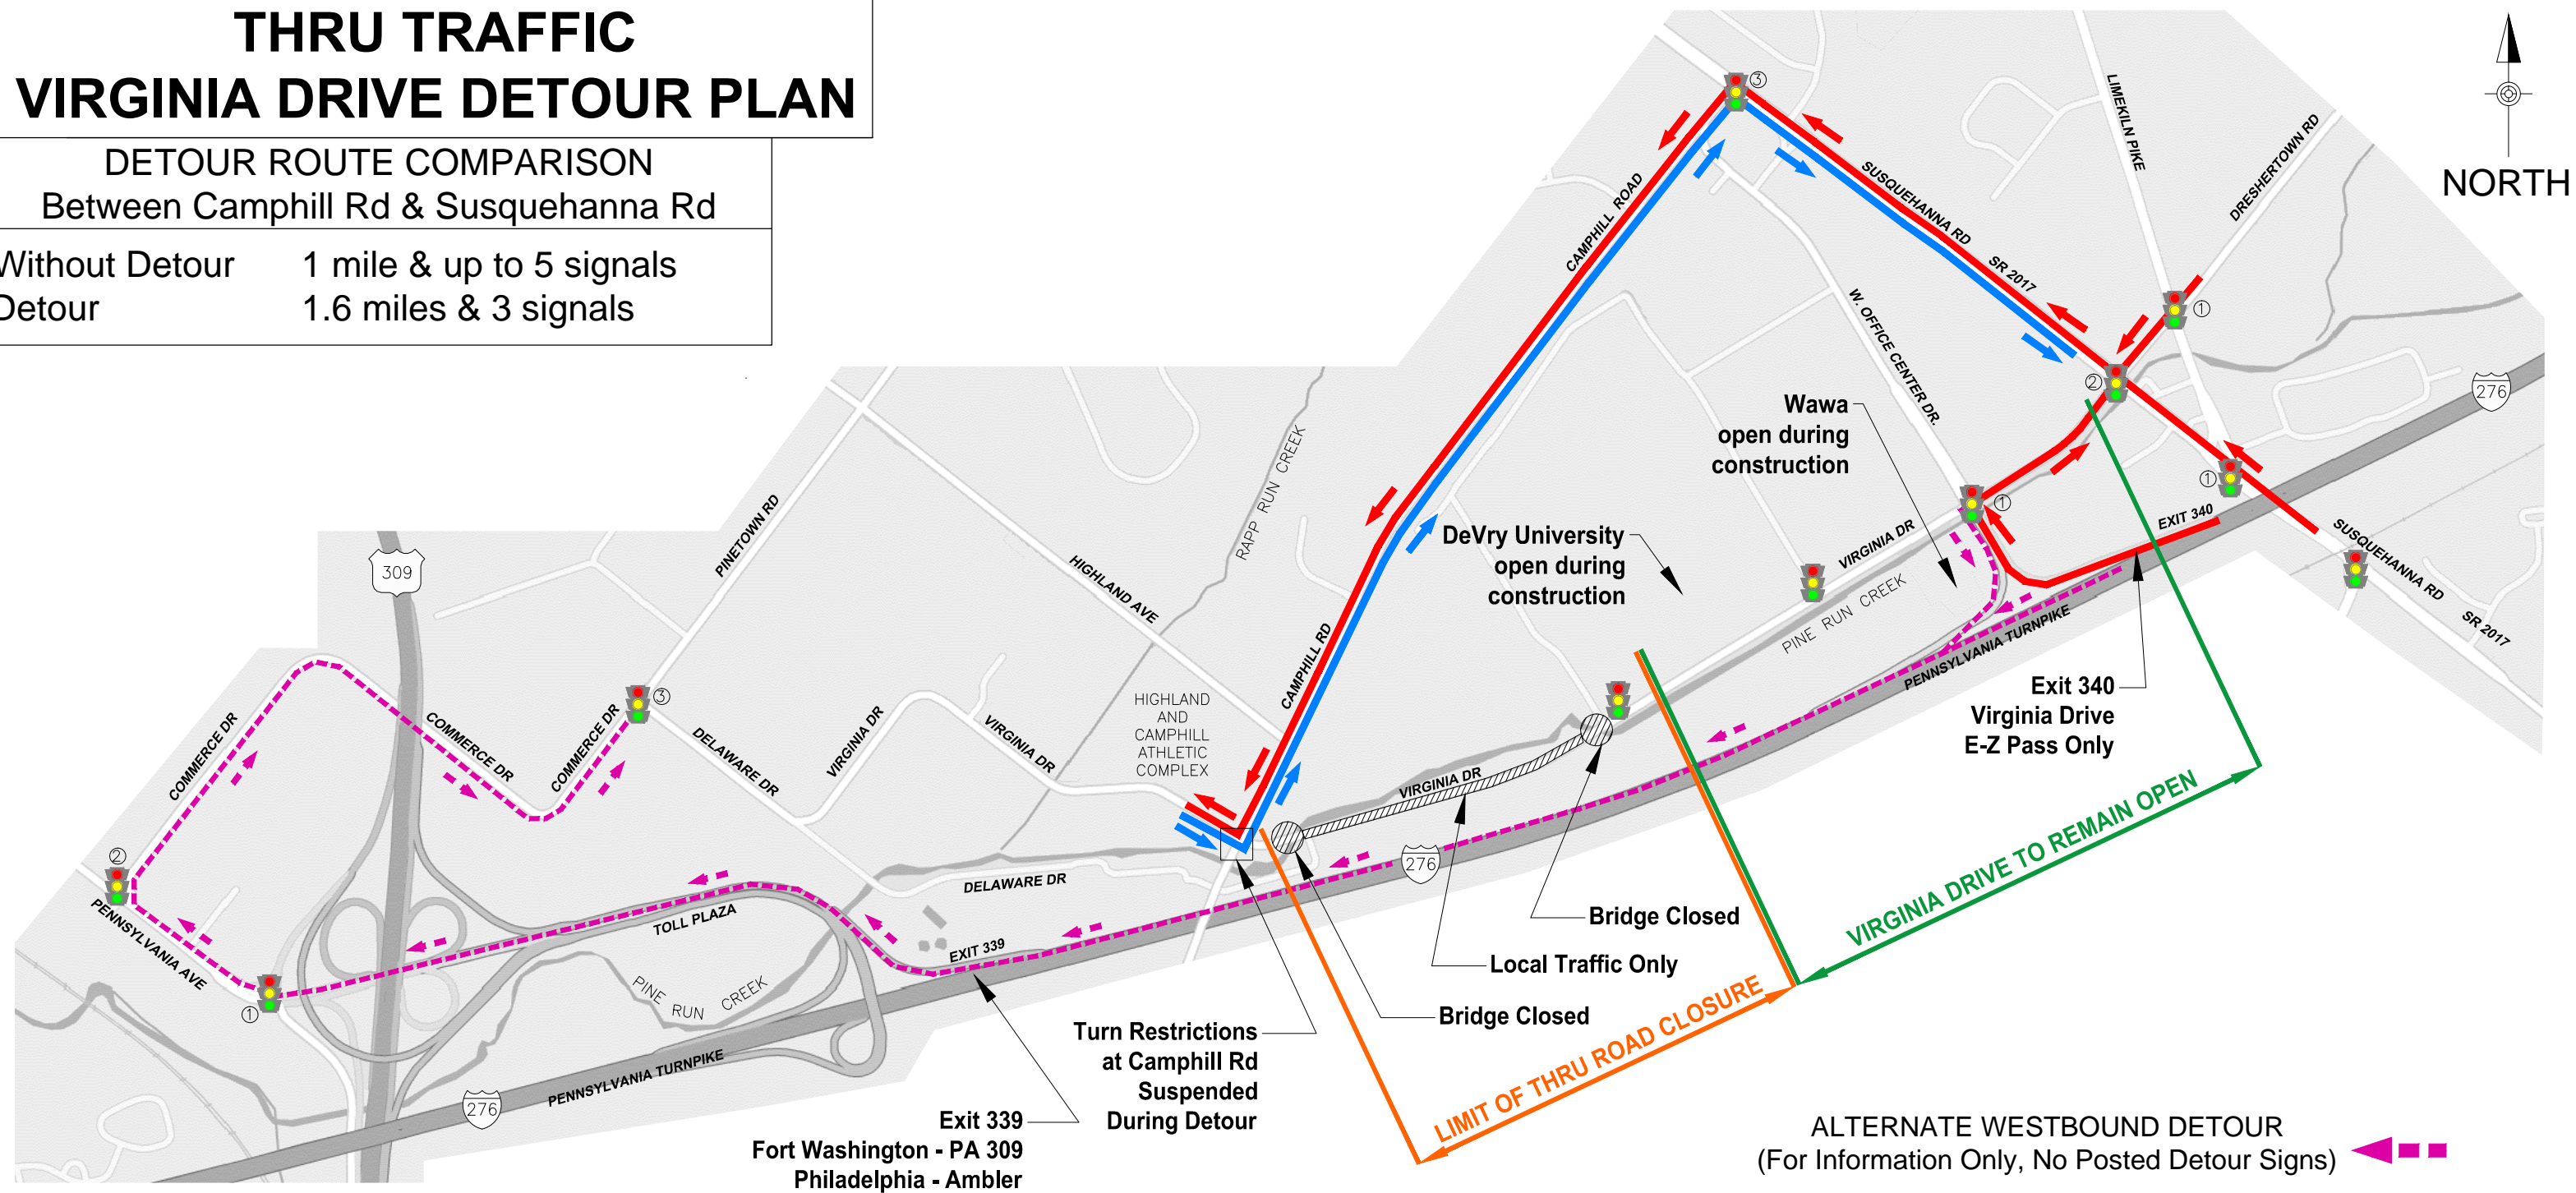 THRU TRAFFIC
VIRGINIA DRIVE DETOUR PLAN
DETOUR ROUTE COMPARISON
Between Camphill Rd & Susquehanna Rd
Without Detour 1 mile & up to 5 signals
Detour 1.6 miles & 3 signals
NORTH
3
LIMEKILN PIKE
DRESHERTOWN RD
CAMPHILL ROAD
SUSQUEHANNA RD
SR 2017
1
W. OFFICE CENTER DR.
2
276
Wawa
open during
construction
1
1
EXIT 340
SUSQUEHANNA RD
SR 2017
DeVry University
open during
construction
VIRGINIA DR
PINE RUN CREEK
PENNSYLVANIA TURNPIKE
Exit 340
Virginia Drive
E-Z Pass Only
RAPP RUN CREEK
HIGHLAND AVE
PINETOWN RD
309
CAMPHILL RD
HIGHLAND
AND
CAMPHILL
ATHLETIC
COMPLEX
3
COMMERCE DR
COMMERCE DR
COMMERCE DR
DELAWARE DR
VIRGINIA DR
VIRGINIA DR
VIRGINIA DR
2
PENNSYLVANIA AVE
1
TOLL PLAZA
DELAWARE DR
EXIT 339
276
PINE RUN CREEK
PENNSYLVANIA TURNPIKE
276
Bridge Closed
Local Traffic Only
Bridge Closed
Turn Restrictions
at Camphill Rd
Suspended
During Detour
Exit 339
Fort Washington - PA 309
Philadelphia - Ambler
VIRGINIA DRIVE TO REMAIN OPEN
LIMIT OF THRU ROAD CLOSURE
ALTERNATE WESTBOUND DETOUR
(For Information Only, No Posted Detour Signs)